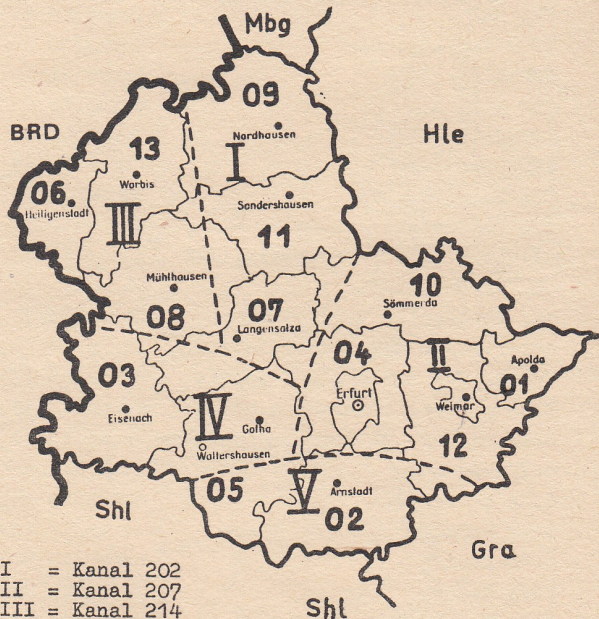 Mbg
09
BRD
Nordhausen
Hle
13
I
06
Worbis
Heiligenstadt
Sondershausen
III
11
Mühlhausen
10
07
Sömmerda
08
Langensalza
04
II
Apolda
03
01
Erfurt
Weimar
IV
Eisenach
Gotha
12
Waltershausen
05
V
Arnstadt
Shl
02
Gra
I = Kanal 202
II = Kanal 207
III = Kanal 214
Shl